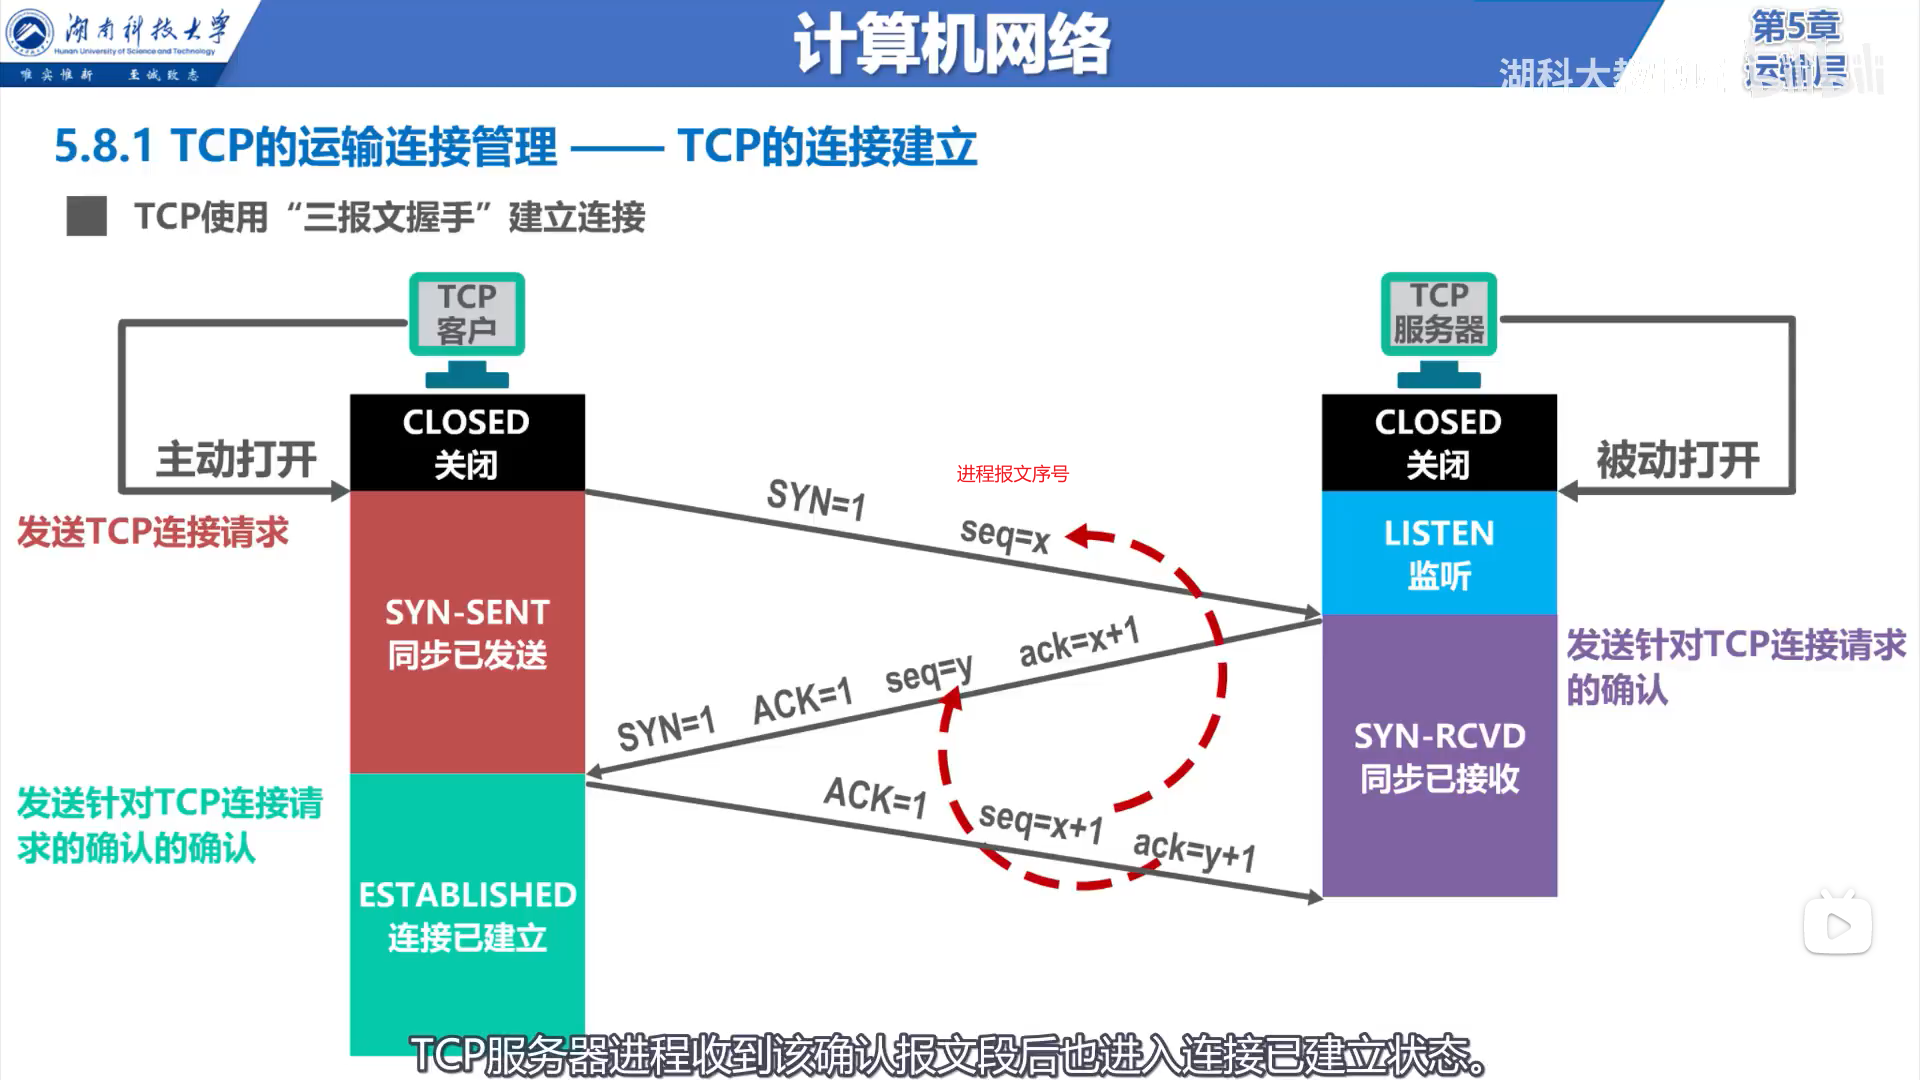 湖南科技大学
Hunan University of Science and Technology
唯实惟新 至诚致志
计算机网络
第5章
运输层
湖科大教
5.8.1 TCP的运输连接管理 —— TCP的连接建立
TCP使用“三报文握手”建立连接
TCP
客户
TCP
服务器
CLOSED
关闭
CLOSED
关闭
主动打开
被动打开
进程报文序号
SYN=1
seq=x
发送TCP连接请求
LISTEN
监听
SYN-SENT
同步已发送
SYN=1 ACK=1 seq=y ack=x+1
发送针对TCP连接请求
的确认
SYN-RCVD
同步已接收
发送针对TCP连接请
求的确认的确认
ACK=1 seq=x+1 ack=y+1
ESTABLISHED
连接已建立
TCP服务器进程收到该确认报文段后也进入连接已建立状态。